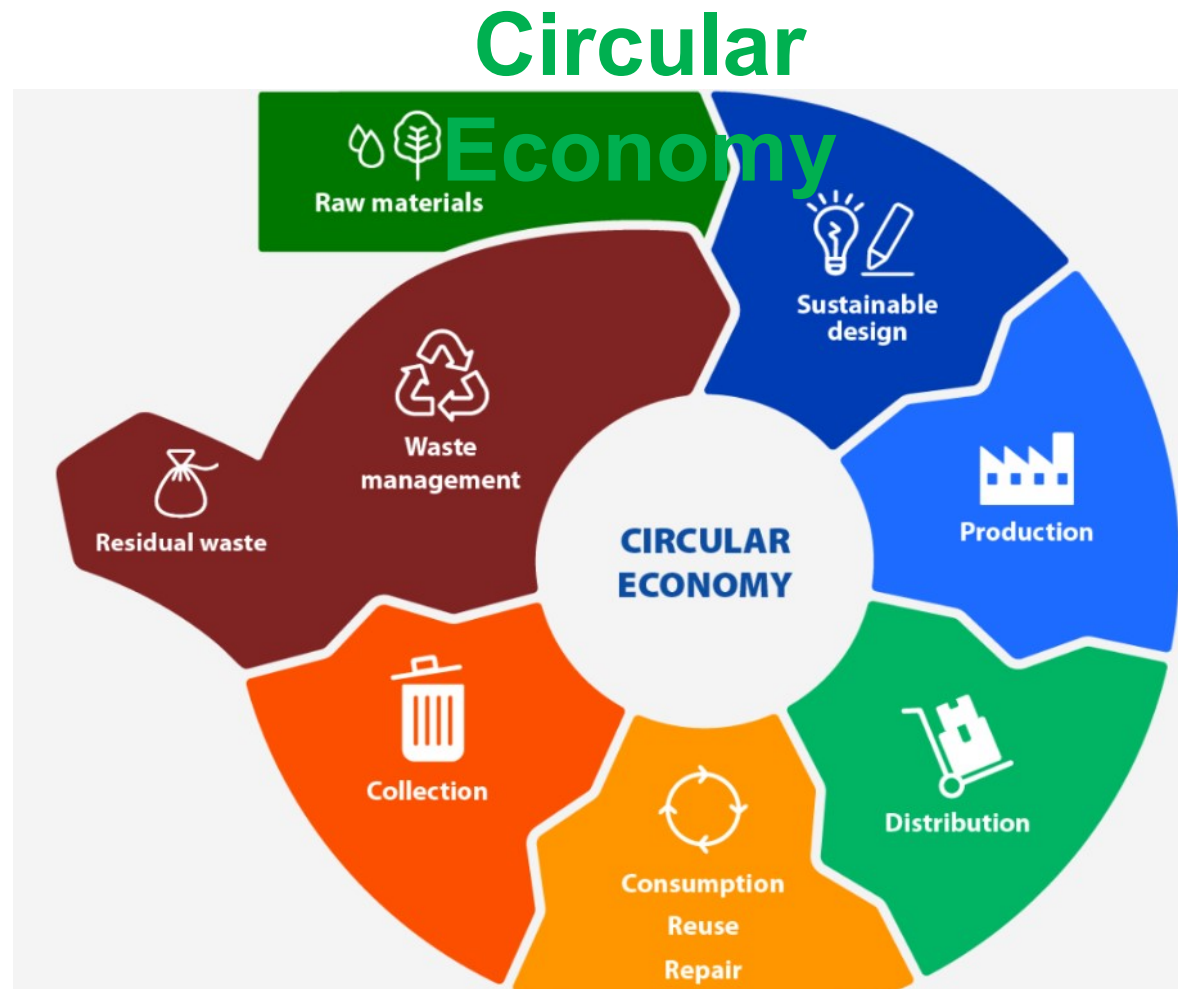 Circular
Economy
Raw materials
Sustainable
design
Production
Distribution
Consumption
Reuse
Repair
Collection
Waste
management
Residual waste
CIRCULAR
ECONOMY